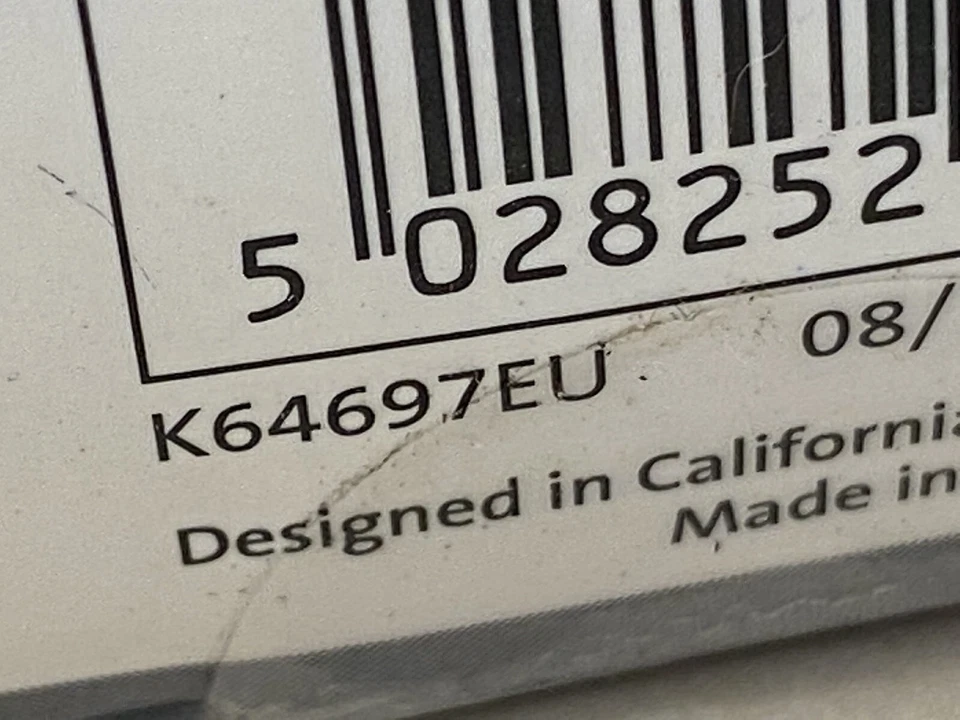 5 028252
K64697EU 08/
Designed in California
Made in